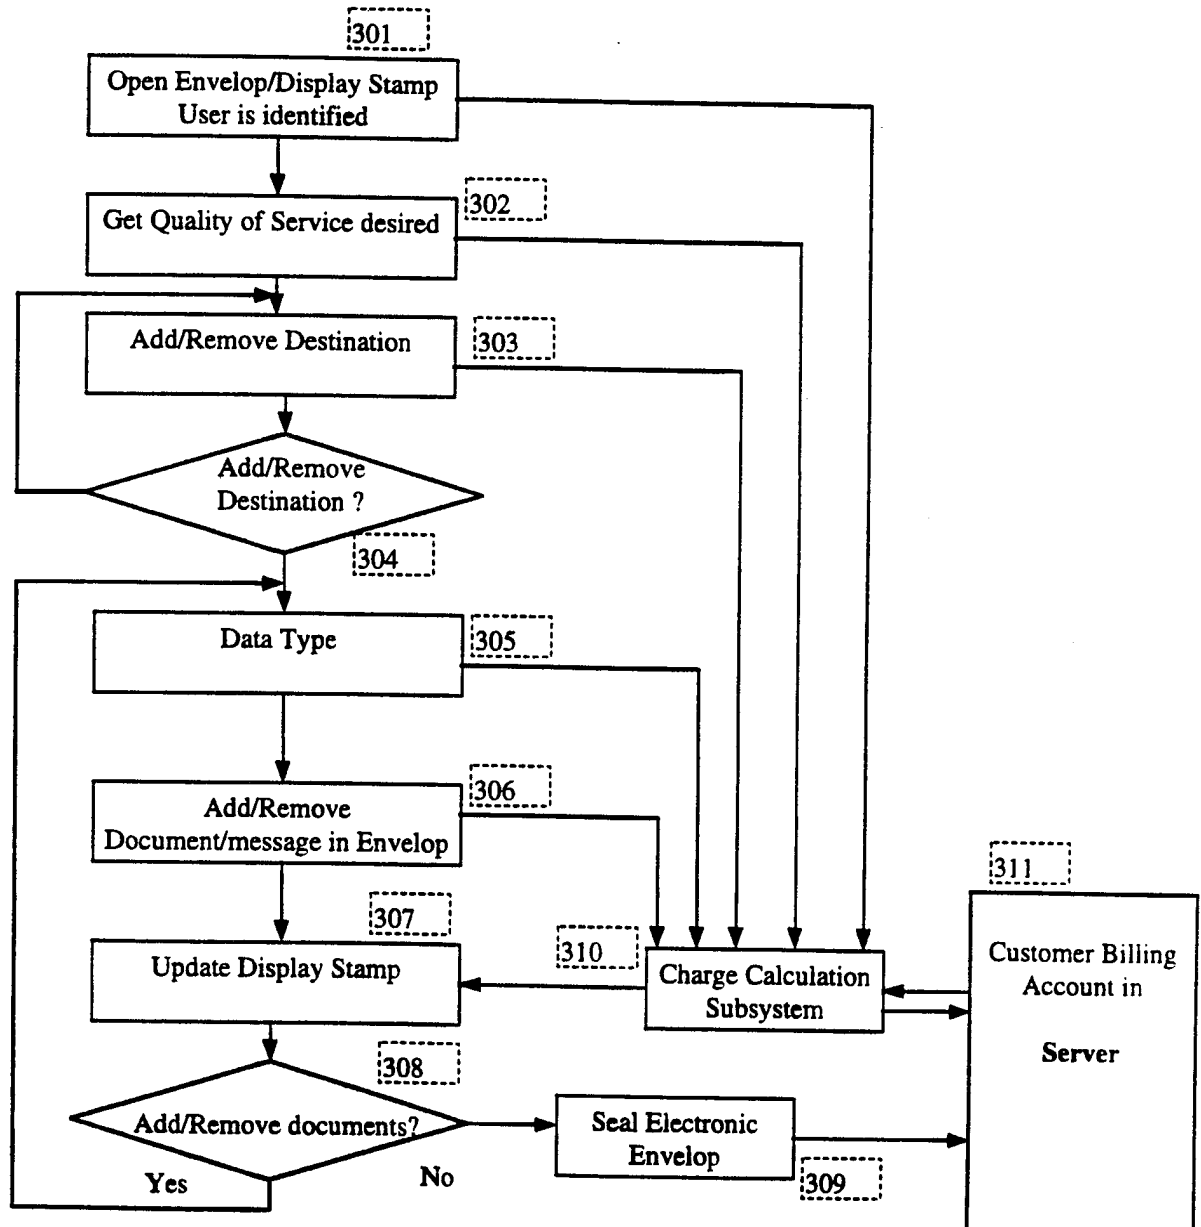 301
Open Envelop/Display Stamp
User is identified
302
Get Quality of Service desired
303
Add/Remove Destination
Add/Remove
Destination ?
304
Data Type
305
306
Add/Remove
Document/message in Envelop
307
Update Display Stamp
310
Charge Calculation
Subsystem
311
Customer Billing
Account in
Server
308
Add/Remove documents?
Yes
No
Seal Electronic
Envelop
309